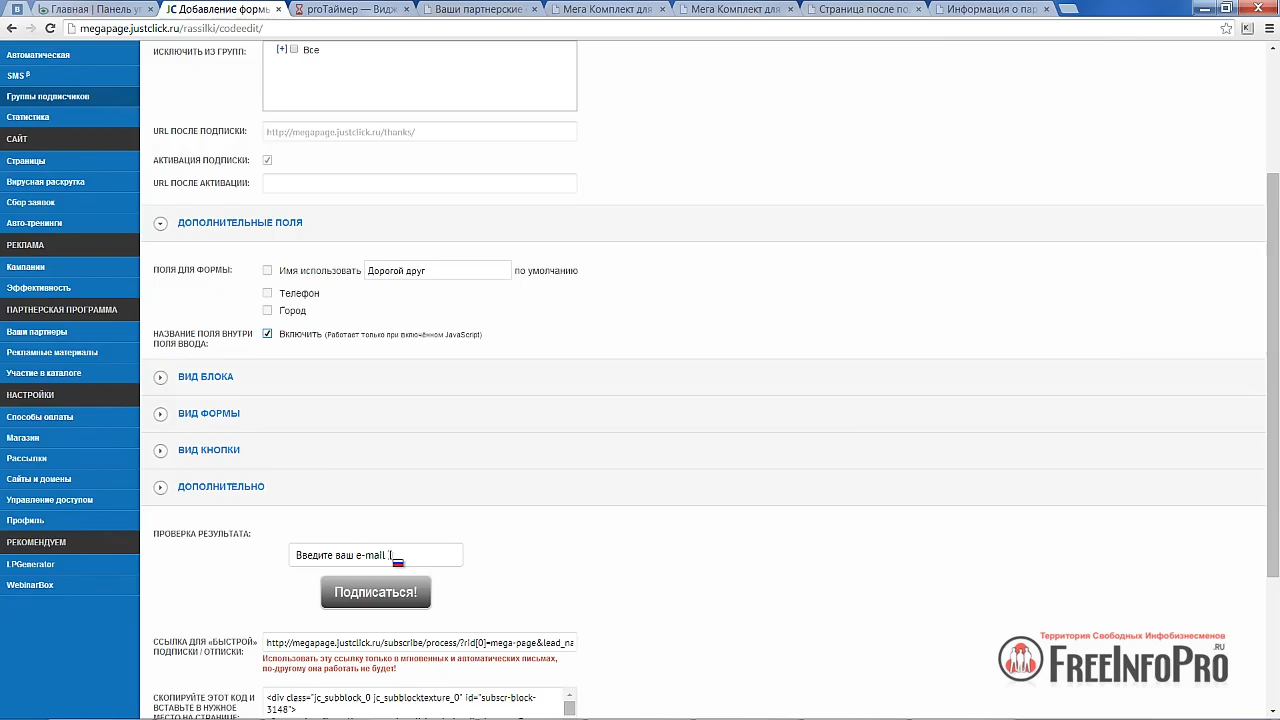 Главная | Панель уп
JC Добавление формы
proТаймер — Видж
Ваши партнерские с
Мега Комплект для
Мега Комплект для
Страница после по
Информация о пар
megapage.justclick.ru/rassilki/codeedit/
Автоматическая
SMS β
Группы подписчиков
Статистика
САЙТ
Страницы
Вирусная раскрутка
Сбор заявок
Авто-тренинги
РЕКЛАМА
Кампании
Эффективность
ПАРТНЕРСКАЯ ПРОГРАММА
Ваши партнеры
Рекламные материалы
Участие в каталоге
НАСТРОЙКИ
Способы оплаты
Магазин
Рассылки
Сайты и домены
Управление доступом
Профиль
РЕКОМЕНДУЕМ
LPGenerator
WebinarBox
ИСКЛЮЧИТЬ ИЗ ГРУПП:
[+] Все
URL ПОСЛЕ ПОДПИСКИ:
http://megapage.justclick.ru/thanks/
АКТИВАЦИЯ ПОДПИСКИ:
URL ПОСЛЕ АКТИВАЦИИ:
ДОПОЛНИТЕЛЬНЫЕ ПОЛЯ
ПОЛЯ ДЛЯ ФОРМЫ:
Имя использовать Дорогой друг по умолчанию
Телефон
Город
НАЗВАНИЕ ПОЛЯ ВНУТРИ
ПОЛЯ ВВОДА:
Включить (Работает только при включённом JavaScript)
ВИД БЛОКА
ВИД ФОРМЫ
ВИД КНОПКИ
ДОПОЛНИТЕЛЬНО
ПРОВЕРКА РЕЗУЛЬТАТА:
Введите ваш e-mail
Подписаться!
ССЫЛКА ДЛЯ «БЫСТРОЙ»
ПОДПИСКИ / ОТПИСКИ:
http://megapage.justclick.ru/subscribe/process/?rid[0]=mega-page&lead_na
Использовать эту ссылку только в мгновенных и автоматических письмах,
по-другому она работать не будет!
СКОПИРУЙТЕ ЭТОТ КОД И
ВСТАВЬТЕ В НУЖНОЕ
МЕСТО НА СТРАНИЦЕ:
<div class="jc_subblock_0 jc_subblocktexture_0" id="subscr-block-
3148">
Территория Свободных Инфобизнесменов
FREEINFOPRO
.RU